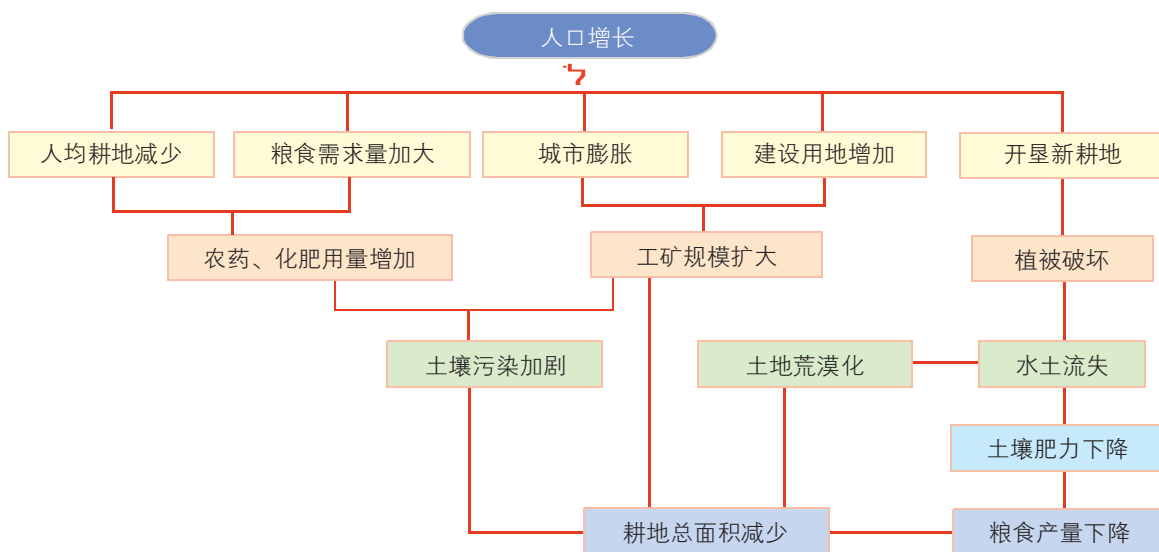 人口增长
人均耕地减少
粮食需求量加大
城市膨胀
建设用地增加
开垦新耕地
农药、化肥用量增加
工矿规模扩大
植被破坏
土壤污染加剧
土地荒漠化
水土流失
土壤肥力下降
耕地总面积减少
粮食产量下降